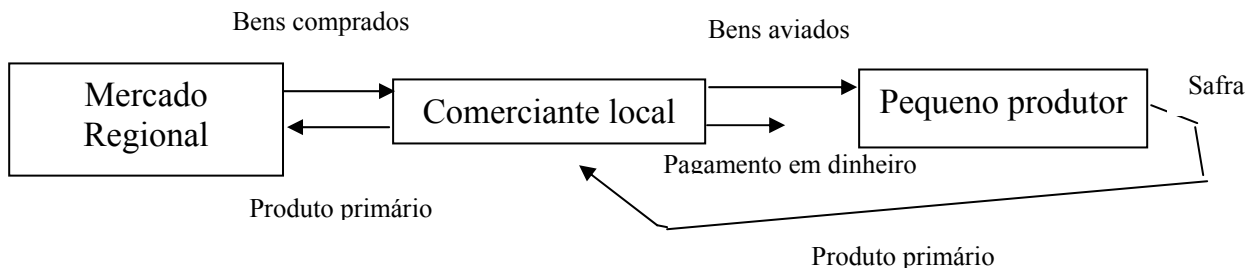 Bens comprados
Bens aviados
Mercado
Regional
Comerciante local
Pequeno produtor
Safra
Pagamento em dinheiro
Produto primário
Produto primário